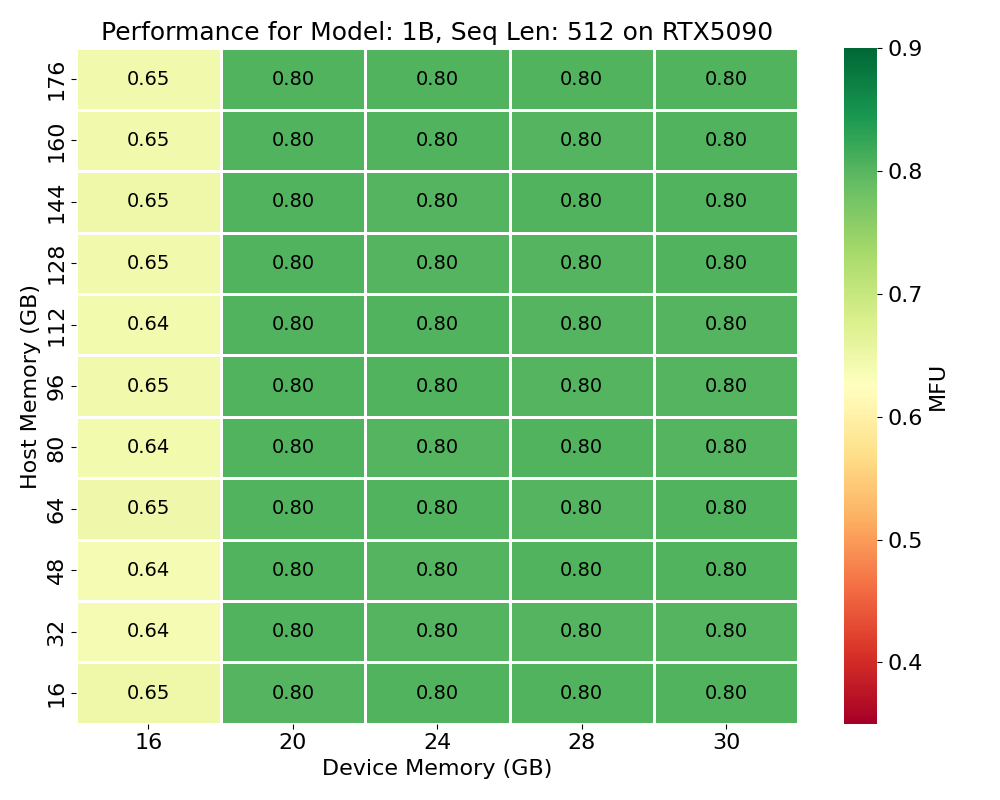 Performance for Model: 1B, Seq Len: 512 on RTX5090
176 0.65 0.80 0.80 0.80 0.80
160 0.65 0.80 0.80 0.80 0.80
144 0.65 0.80 0.80 0.80 0.80
128 0.65 0.80 0.80 0.80 0.80
112 0.64 0.80 0.80 0.80 0.80
96 0.65 0.80 0.80 0.80 0.80
80 0.64 0.80 0.80 0.80 0.80
64 0.65 0.80 0.80 0.80 0.80
48 0.64 0.80 0.80 0.80 0.80
32 0.64 0.80 0.80 0.80 0.80
16 0.65 0.80 0.80 0.80 0.80
Host Memory (GB)
16 20 24 28 30
Device Memory (GB)
0.9
0.8
0.7
0.6
0.5
0.4
MFU